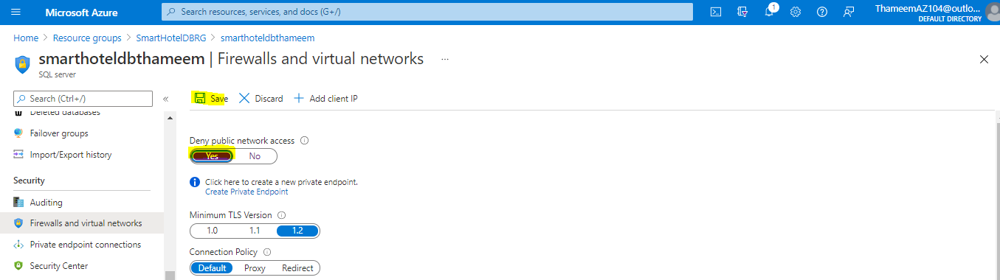 Microsoft Azure
Search resources, services, and docs (G+/)
1
ThameemAZ104@outlo...
DEFAULT DIRECTORY
Home > Resource groups > SmartHotelDBRG > smarthoteldbthameem
smarthoteldbthameem | Firewalls and virtual networks ...
SQL server
Search (Ctrl+/) «
Save Discard Add client IP
Deleted databases
Failover groups
Import/Export history
Security
Auditing
Firewalls and virtual networks
Private endpoint connections
Security Center
Deny public network access
Yes No
Click here to create a new private endpoint.
Create Private Endpoint
Minimum TLS Version
1.0 1.1 1.2
Connection Policy
Default Proxy Redirect